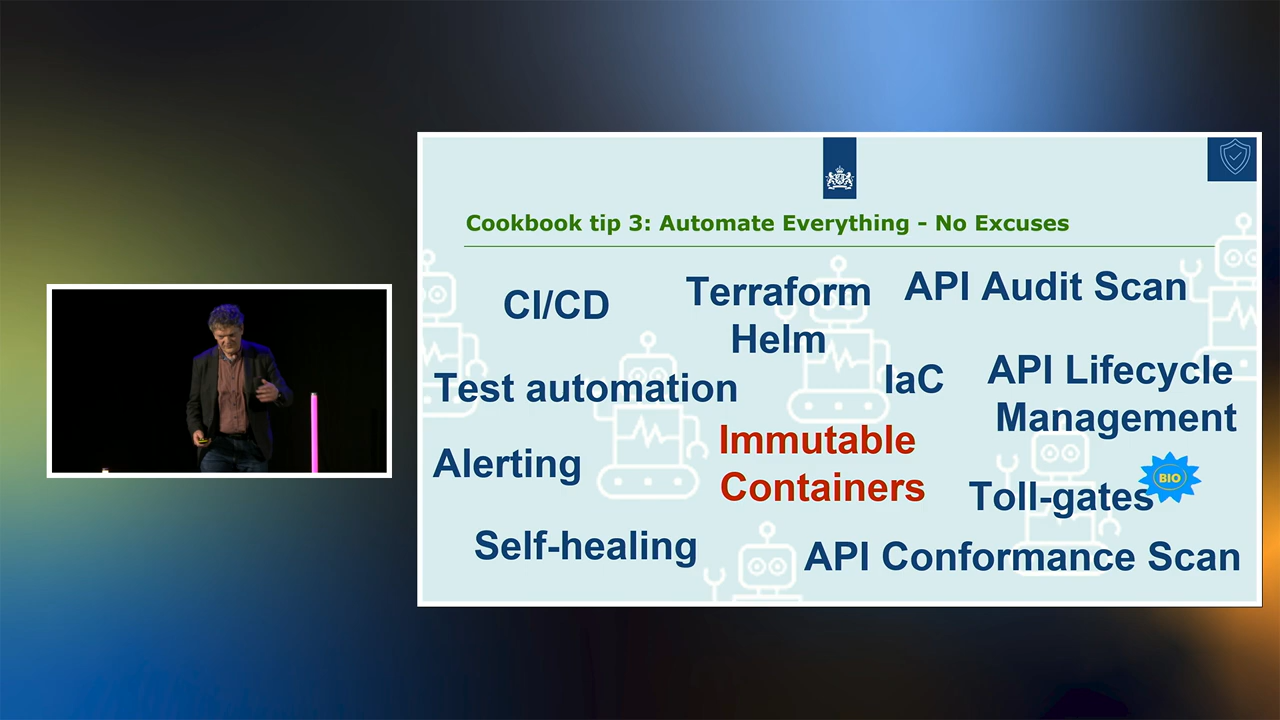 Cookbook tip 3: Automate Everything - No Excuses
CI/CD
Terraform
Helm
API Audit Scan
Test automation
IaC
API Lifecycle
Management
Immutable
Containers
Alerting
Toll-gates
BIO
Self-healing
API Conformance Scan